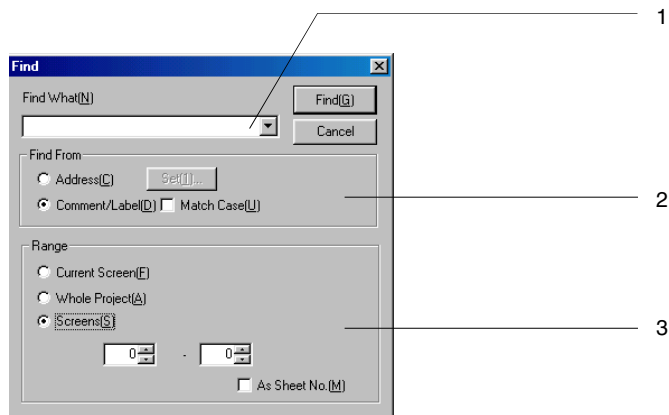 1
Find
Find What(N)
Find(G)
Cancel
Find From
Address(C) Set(1)...
Comment/Label(D) Match Case(U)
2
Range
Current Screen(F)
Whole Project(A)
Screens(S)
3
0 - 0
As Sheet No.(M)